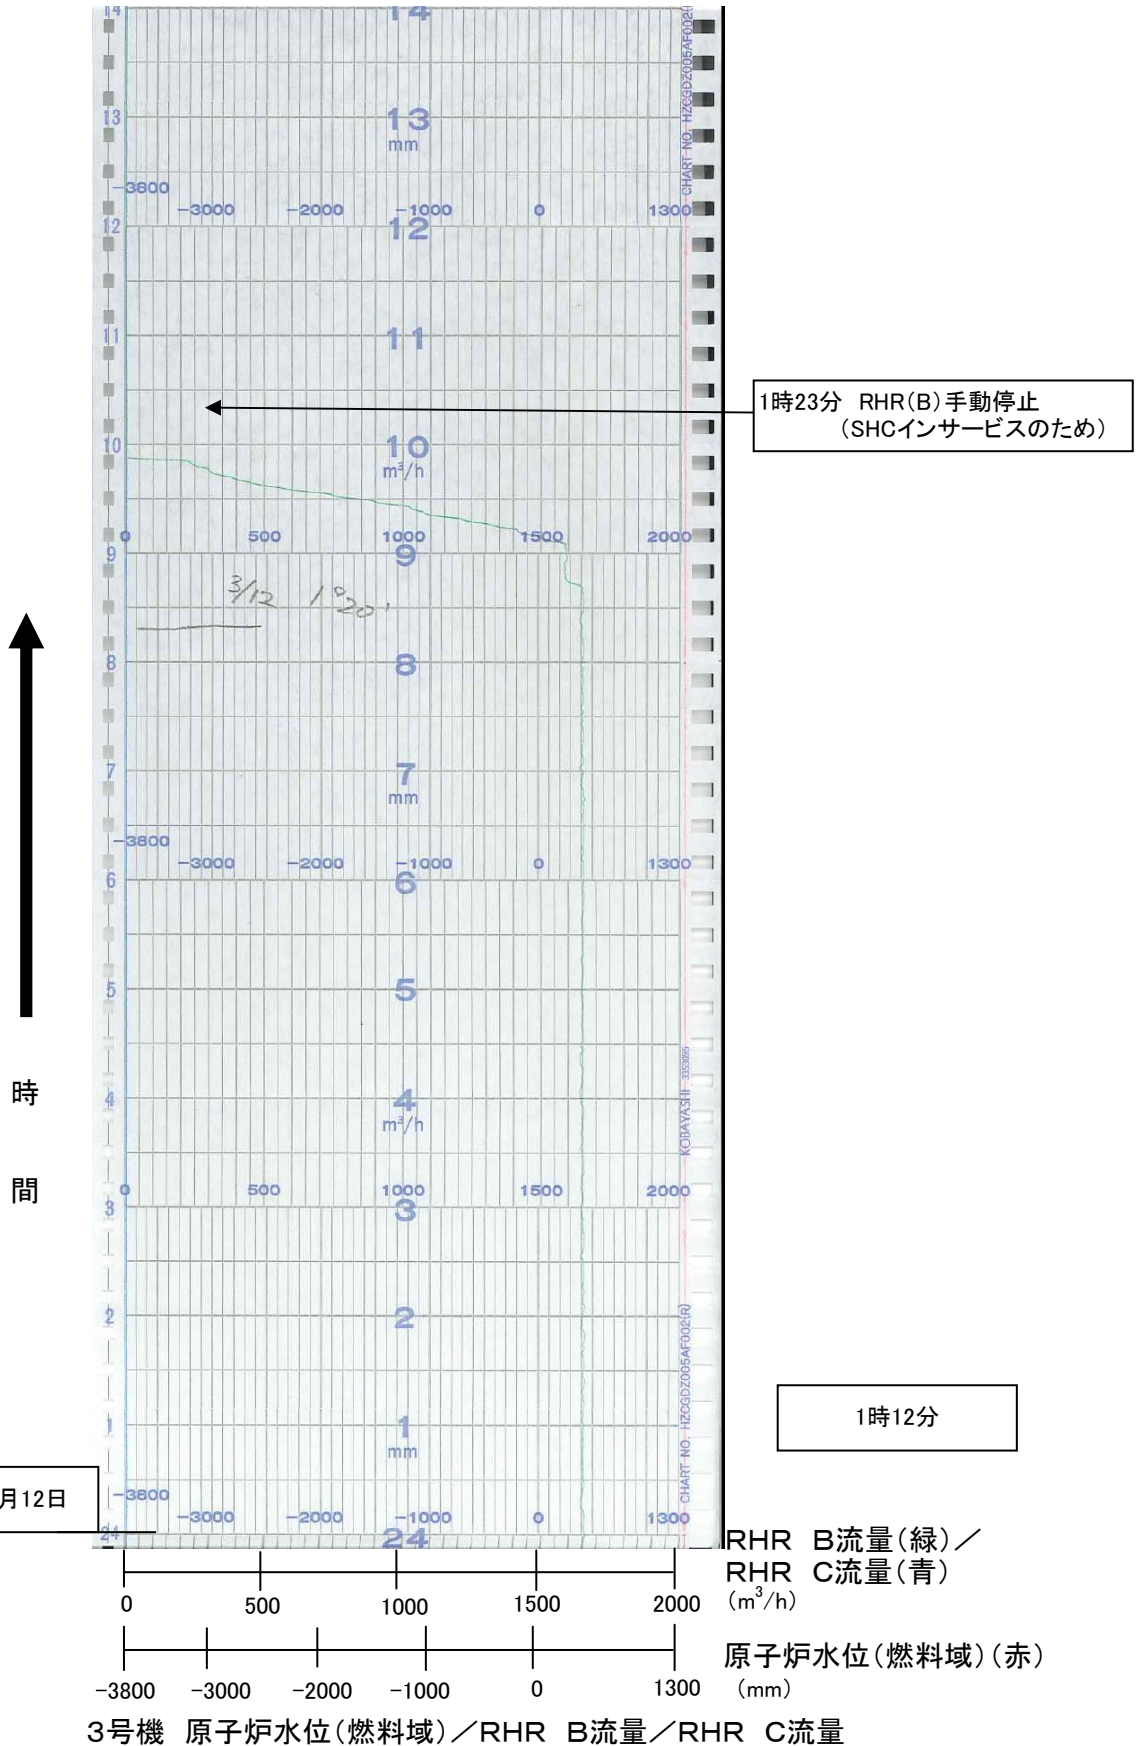 14 14
CHART NO. HZCGDZ005AF002(
13 13
mm
-3800
-3000 -2000 -1000 0 1300
12 12
11 11
1時23分 RHR(B)手動停止
(SHCインサービスのため)
10 10
m³/h
0 500 1000 1500 2000
9 9
3/12 1°20'
8 8
7 7
mm
-3800
-3000 -2000 -1000 0 1300
6 6
5 5
KOBAYASHI
時
間
4 4
m³/h
0 500 1000 1500 2000
3 3
2 2
CHART NO. HZCGDZ005AF002(R)
1時12分
1 1
mm
月12日
-3800
-3000 -2000 -1000 0 1300
24 24
RHR B流量(緑)/
RHR C流量(青)
(m³/h)
0 500 1000 1500 2000
原子炉水位(燃料域)(赤)
(mm)
-3800 -3000 -2000 -1000 0 1300
3号機 原子炉水位(燃料域)/RHR B流量/RHR C流量